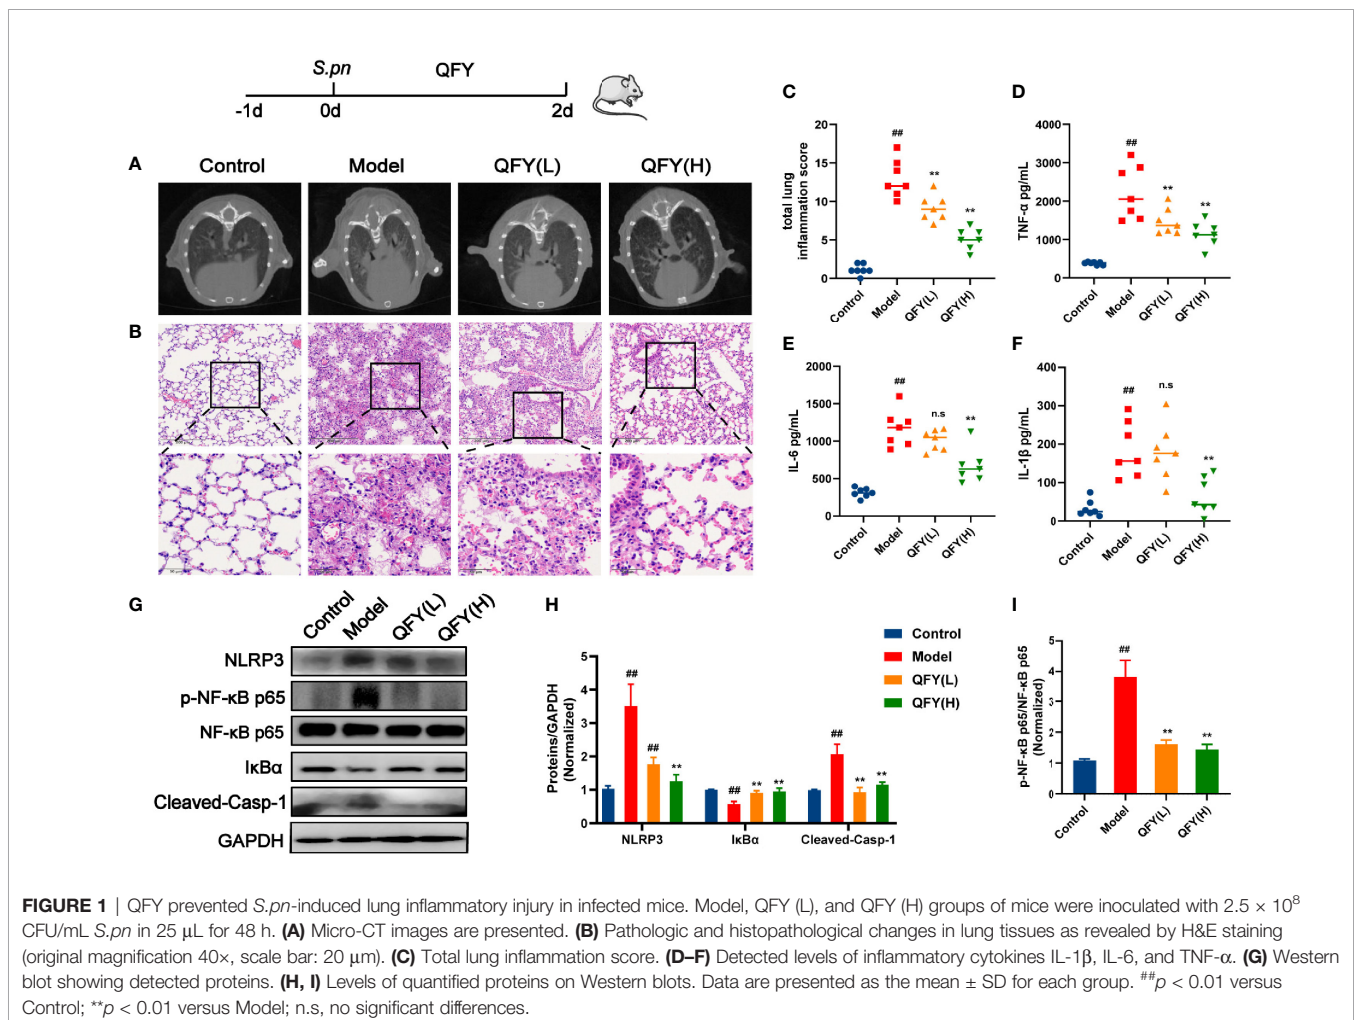 S.pn
QFY
-1d
0d
2d
A
Control
Model
QFY(L)
QFY(H)
B
C
total lung
inflammation score
20
15
10
5
0
##
**
**
Control
Model
QFY(L)
QFY(H)
D
TNF-α pg/mL
4000
3000
2000
1000
0
##
**
**
Control
Model
QFY(L)
QFY(H)
E
IL-6 pg/mL
2000
1500
1000
500
0
##
n.s
**
Control
Model
QFY(L)
QFY(H)
F
IL-1β pg/mL
400
300
200
100
0
##
n.s
**
Control
Model
QFY(L)
QFY(H)
G
Control
Model
QFY(L)
QFY(H)
NLRP3
p-NF-κB p65
NF-κB p65
IκBα
Cleaved-Casp-1
GAPDH
H
Control
Model
QFY(L)
QFY(H)
Proteins/GAPDH
(Normalized)
5
4
3
2
1
0
##
##
**
##
**
**
##
**
**
NLRP3
IκBα
Cleaved-Casp-1
I
p-NF-κB p65/NF-κB p65
(Normalized)
5
4
3
2
1
0
##
**
**
Control
Model
QFY(L)
QFY(H)
FIGURE 1 | QFY prevented S.pn-induced lung inflammatory injury in infected mice. Model, QFY (L), and QFY (H) groups of mice were inoculated with 2.5 × 10⁸
CFU/mL S.pn in 25 μL for 48 h. (A) Micro-CT images are presented. (B) Pathologic and histopathological changes in lung tissues as revealed by H&E staining
(original magnification 40×, scale bar: 20 μm). (C) Total lung inflammation score. (D–F) Detected levels of inflammatory cytokines IL-1β, IL-6, and TNF-α. (G) Western
blot showing detected proteins. (H, I) Levels of quantified proteins on Western blots. Data are presented as the mean ± SD for each group. ##p < 0.01 versus
Control; **p < 0.01 versus Model; n.s, no significant differences.